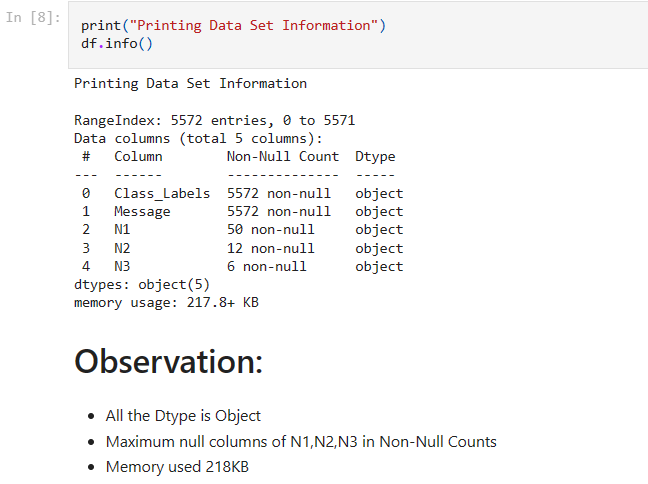 In [8]:
print("Printing Data Set Information")
df.info()
Printing Data Set Information
RangeIndex: 5572 entries, 0 to 5571
Data columns (total 5 columns):
 #   Column        Non-Null Count  Dtype
---  ------        --------------  -----
 0   Class_Labels  5572 non-null   object
 1   Message       5572 non-null   object
 2   N1            50 non-null     object
 3   N2            12 non-null     object
 4   N3            6 non-null      object
dtypes: object(5)
memory usage: 217.8+ KB
Observation:
• All the Dtype is Object
• Maximum null columns of N1,N2,N3 in Non-Null Counts
• Memory used 218KB